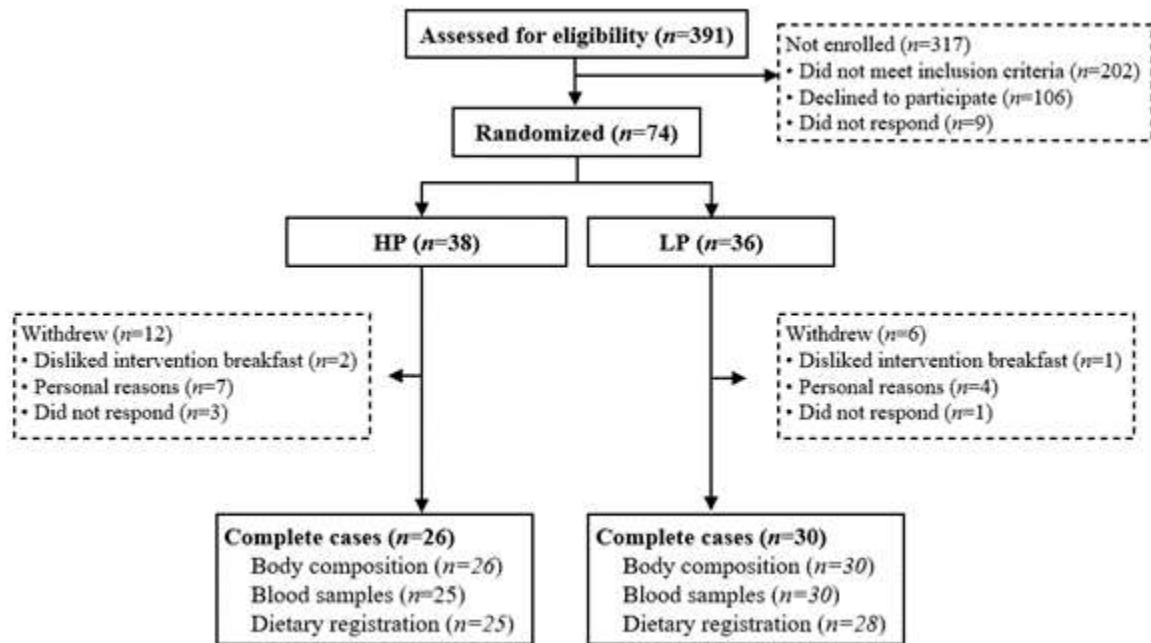 Assessed for eligibility (n=391)
Not enrolled (n=317)
• Did not meet inclusion criteria (n=202)
• Declined to participate (n=106)
• Did not respond (n=9)
Randomized (n=74)
HP (n=38)
LP (n=36)
Withdrew (n=12)
• Disliked intervention breakfast (n=2)
• Personal reasons (n=7)
• Did not respond (n=3)
Withdrew (n=6)
• Disliked intervention breakfast (n=1)
• Personal reasons (n=4)
• Did not respond (n=1)
Complete cases (n=26)
Body composition (n=26)
Blood samples (n=25)
Dietary registration (n=25)
Complete cases (n=30)
Body composition (n=30)
Blood samples (n=30)
Dietary registration (n=28)